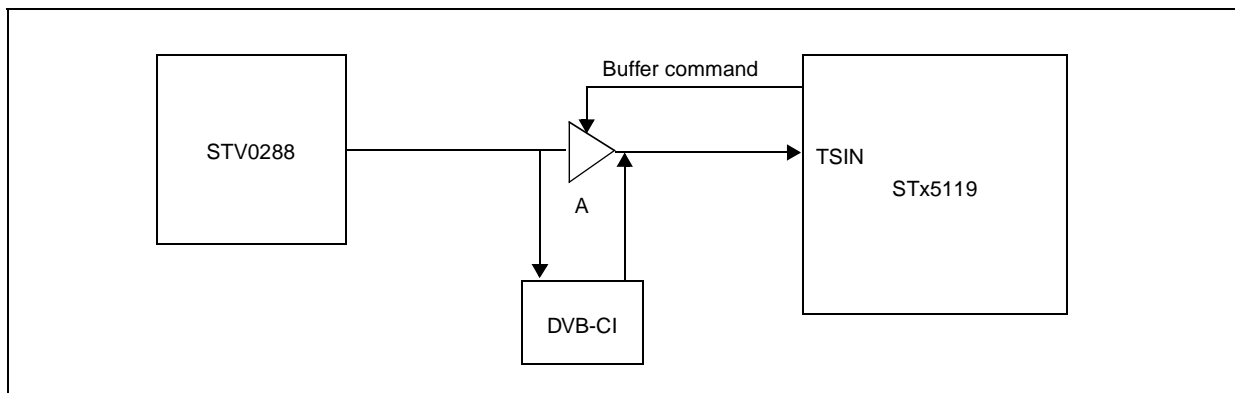 Buffer command
STV0288
TSIN
STx5119
A
DVB-CI